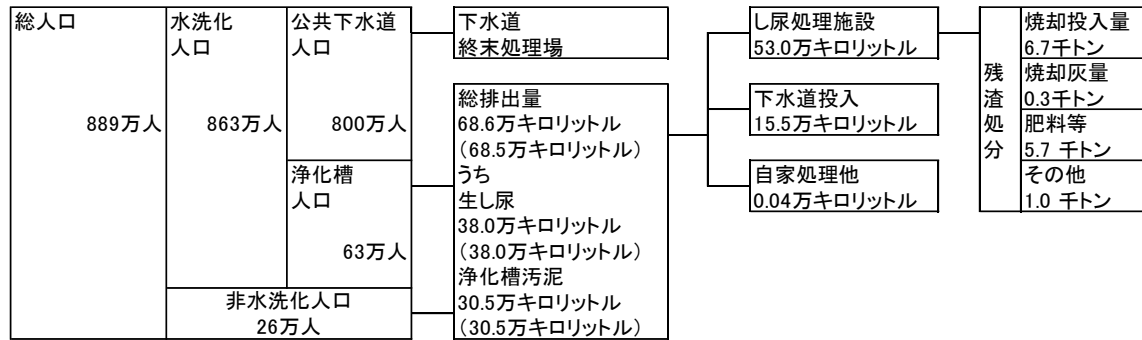 総人口
889万人
水洗化
人口
863万人
公共下水道
人口
800万人
浄化槽
人口
63万人
非水洗化人口
26万人
下水道
終末処理場
総排出量
68.6万キロリットル
(68.5万キロリットル)
うち
生し尿
38.0万キロリットル
(38.0万キロリットル)
浄化槽汚泥
30.5万キロリットル
(30.5万キロリットル)
し尿処理施設
53.0万キロリットル
下水道投入
15.5万キロリットル
自家処理他
0.04万キロリットル
残
渣
処
分
焼却投入量
6.7千トン
焼却灰量
0.3千トン
肥料等
5.7 千トン
その他
1.0 千トン